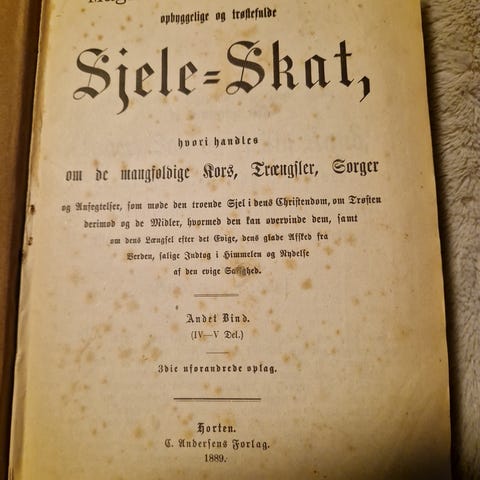 opbyggelige og trøstefulde
Sjele=Skat,
hvori handles
om de mangfoldige Kors, Trængsler, Sorger
og Anfegtelser, som møde den troende Sjel i dens Christendom, om Trøsten
derimod og de Midler, hvormed den kan overvinde dem, samt
om dens Længsel efter det Evige, dens glade Afsked fra
Verden, salige Indtog i Himmelen og Nydelse
af den evige Salighed.
Andet Bind.
(IV—V Del.)
3die uforandrede oplag.
Horten.
C. Andersens Forlag.
1889.